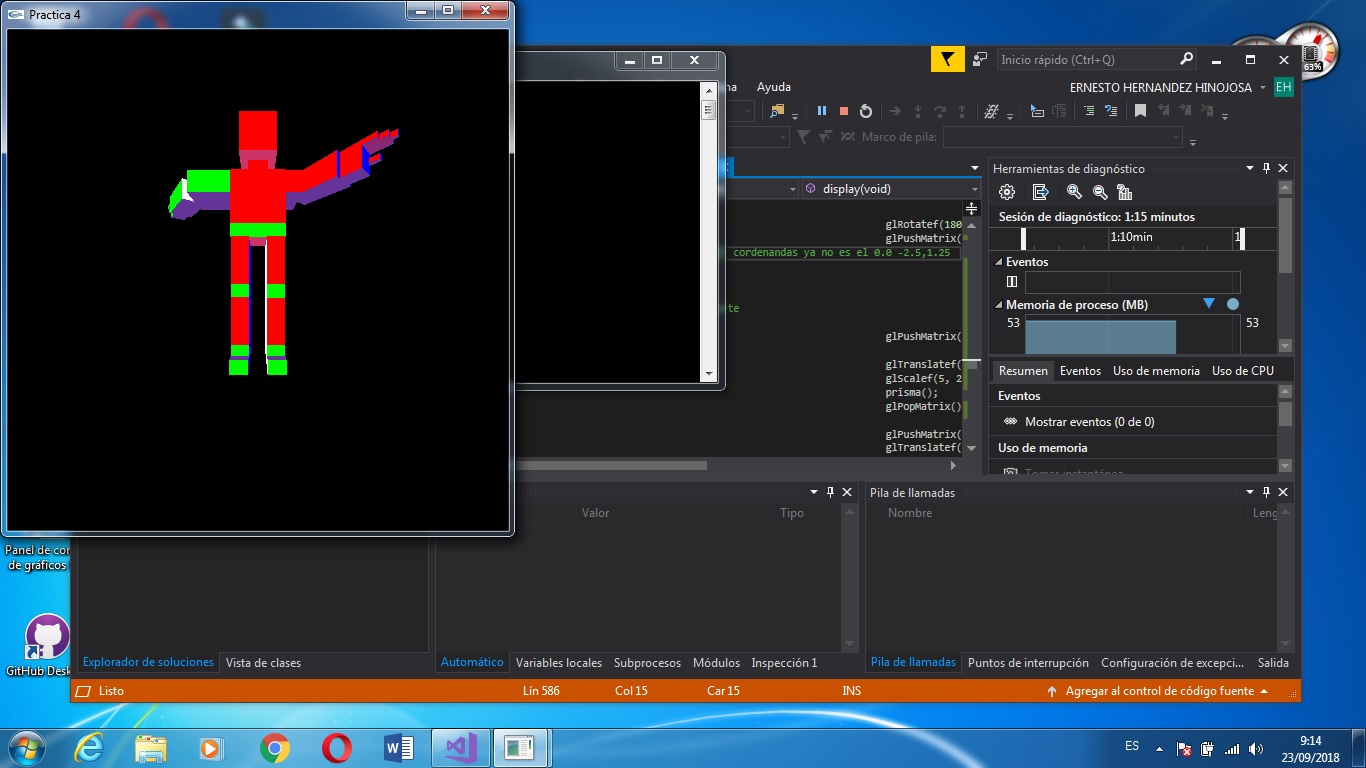 Practica 4
63%
Inicio rápido (Ctrl+Q)
na Ayuda
ERNESTO HERNANDEZ HINOJOSA
EH
Marco de pila:
display(void)
glRotatef(180
glPushMatrix(
cordenandas ya no es el 0.0 -2.5,1.25
te
glPushMatrix(
glTranslatef(
glScalef(5, 2
prisma();
glPopMatrix()
glPushMatrix(
glTranslatef(
Herramientas de diagnóstico
Sesión de diagnóstico: 1:15 minutos
1:10min
1
Eventos
Memoria de proceso (MB)
53
53
Resumen Eventos Uso de memoria Uso de CPU
Eventos
Mostrar eventos (0 de 0)
Uso de memoria
Tomar instantánea
Valor Tipo
Pila de llamadas
Nombre Leng
Panel de con
de gráficos
GitHub Desk
Explorador de soluciones Vista de clases
Automático Variables locales Subprocesos Módulos Inspección 1
Pila de llamadas Puntos de interrupción Configuración de excepci... Salida
Listo Lín 586 Col 15 Car 15 INS Agregar al control de código fuente
ES
9:14
23/09/2018